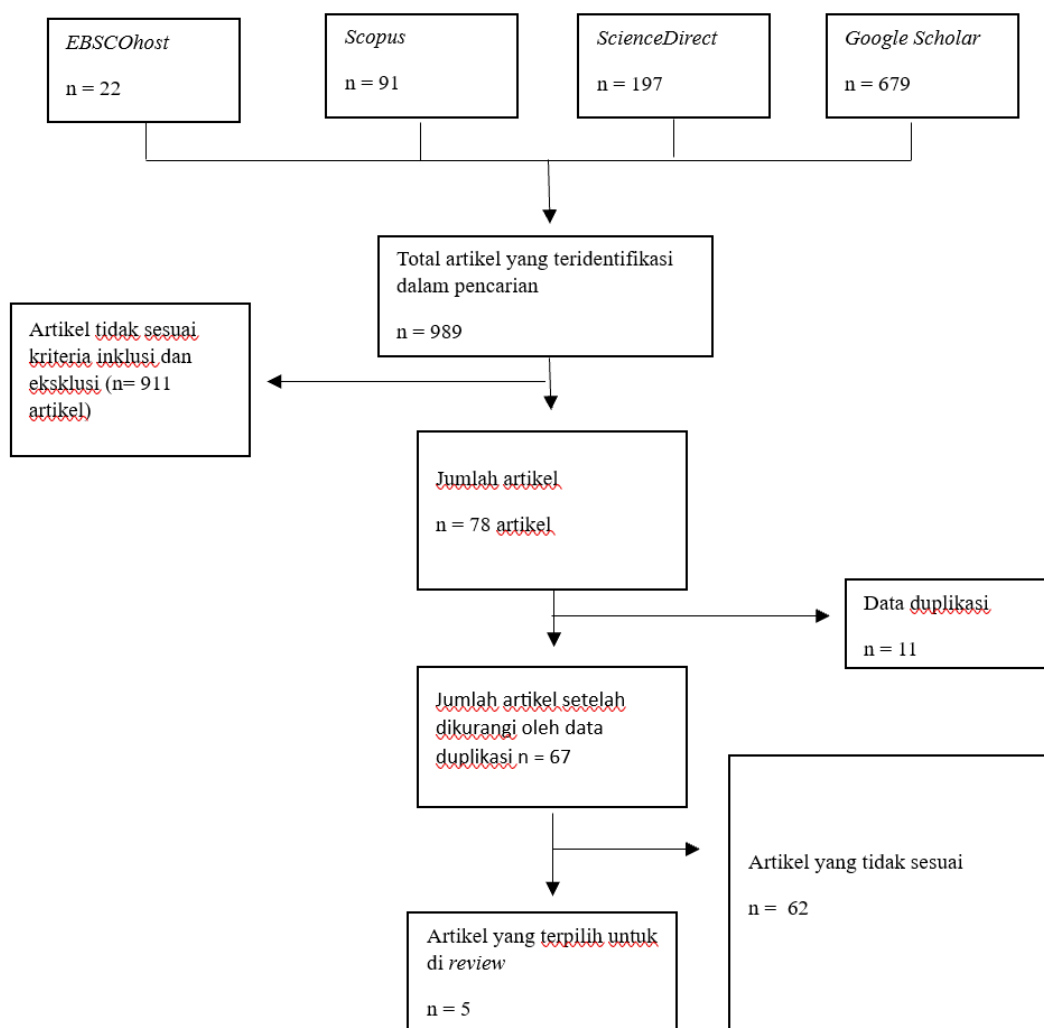 EBSCOhost
n = 22
Scopus
n = 91
ScienceDirect
n = 197
Google Scholar
n = 679
Total artikel yang teridentifikasi
dalam pencarian
n = 989
Artikel tidak sesuai
kriteria inklusi dan
eksklusi (n= 911
artikel)
Jumlah artikel
n = 78 artikel
Data duplikasi
n = 11
Jumlah artikel setelah
dikurangi oleh data
duplikasi n = 67
Artikel yang tidak sesuai
n =  62
Artikel yang terpilih untuk
di review
n = 5